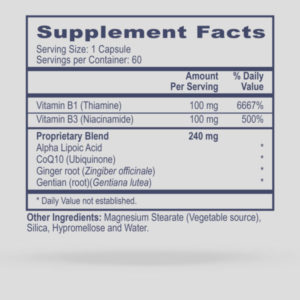 Supplement Facts
Serving Size: 1 Capsule
Servings per Container: 60
Amount Per Serving % Daily Value
Vitamin B1 (Thiamine) 100 mg 6667%
Vitamin B3 (Niacinamide) 100 mg 500%
Proprietary Blend 240 mg
Alpha Lipoic Acid *
CoQ10 (Ubiquinone) *
Ginger root (Zingiber officinale) *
Gentian (root)(Gentiana lutea) *
* Daily Value not established.
Other Ingredients: Magnesium Stearate (Vegetable source),
Silica, Hypromellose and Water.